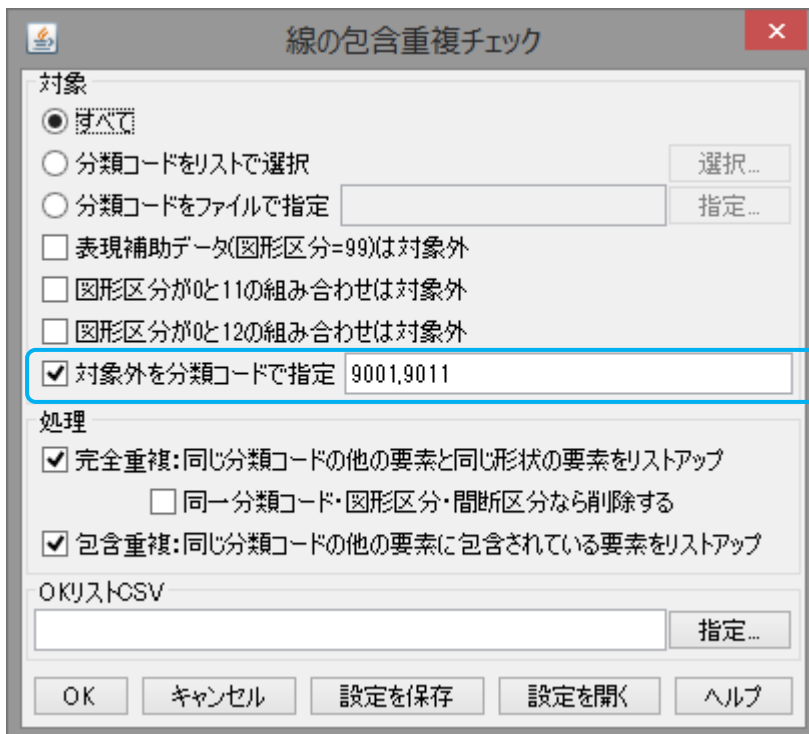 線の包含重複チェック
対象
すべて
分類コードをリストで選択 選択...
分類コードをファイルで指定 指定...
表現補助データ(図形区分=99)は対象外
図形区分が0と11の組み合わせは対象外
図形区分が0と12の組み合わせは対象外
対象外を分類コードで指定 9001,9011
処理
完全重複:同じ分類コードの他の要素と同じ形状の要素をリストアップ
同一分類コード・図形区分・間断区分なら削除する
包含重複:同じ分類コードの他の要素に包含されている要素をリストアップ
OKリストCSV
指定...
OK キャンセル 設定を保存 設定を開く ヘルプ